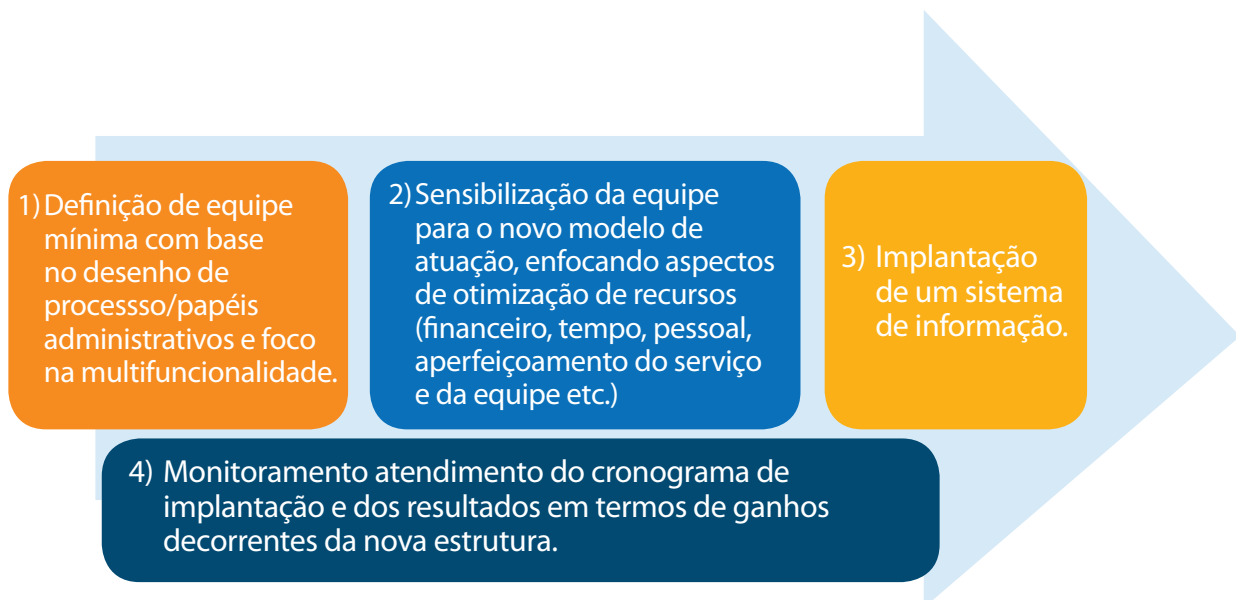 1) Definição de equipe
mínima com base
no desenho de
processso/papéis
administrativos e foco
na multifuncionalidade.
2) Sensibilização da equipe
para o novo modelo de
atuação, enfocando aspectos
de otimização de recursos
(financeiro, tempo, pessoal,
aperfeiçoamento do serviço
e da equipe etc.)
3) Implantação
de um sistema
de informação.
4) Monitoramento atendimento do cronograma de
implantação e dos resultados em termos de ganhos
decorrentes da nova estrutura.